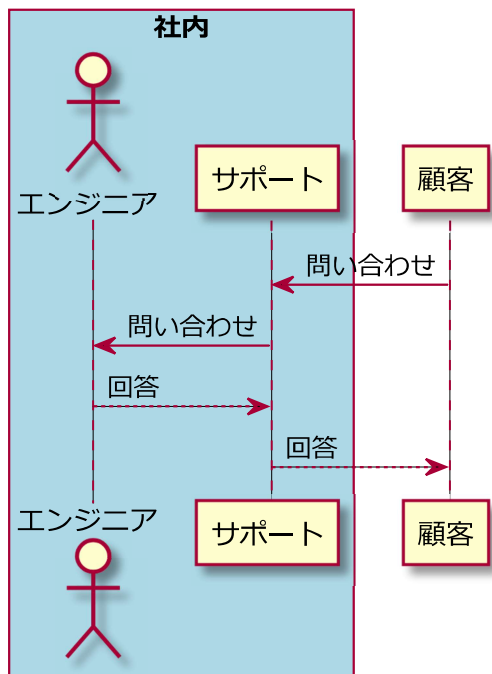 社内
エンジニア
サポート
顧客
問い合わせ
問い合わせ
回答
回答
エンジニア
サポート
顧客